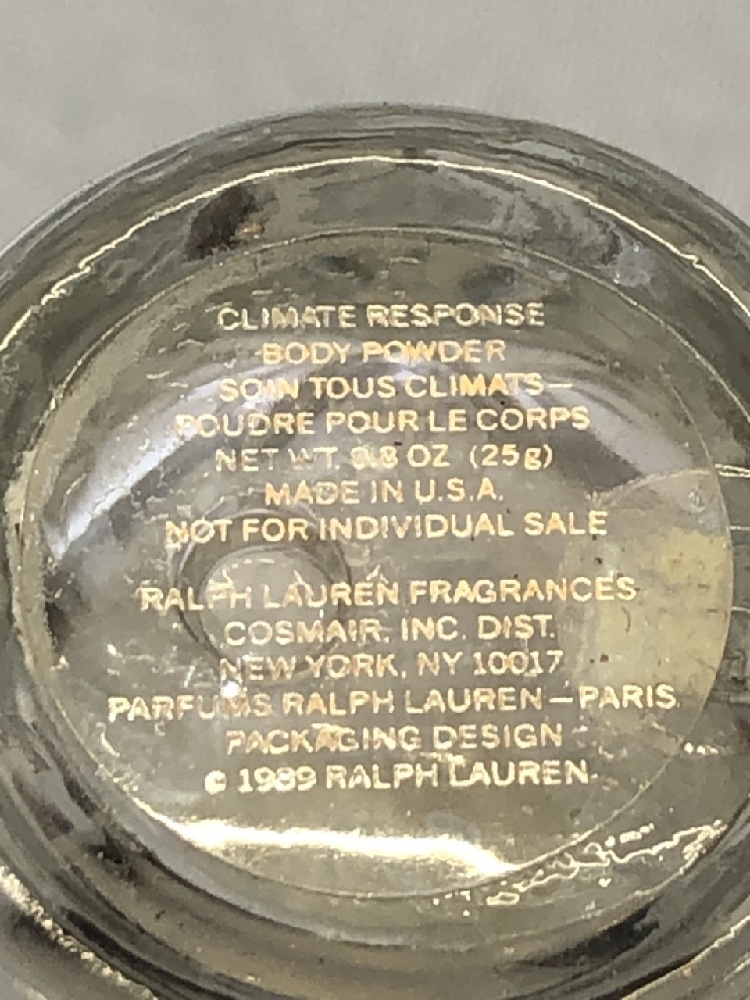 CLIMATE RESPONSE
BODY POWDER
SOIN TOUS CLIMATS—
POUDRE POUR LE CORPS
NET WT. 0.8 OZ (25g)
MADE IN U.S.A.
NOT FOR INDIVIDUAL SALE
RALPH LAUREN FRAGRANCES
COSMAIR, INC. DIST.
NEW YORK, NY 10017
PARFUMS RALPH LAUREN—PARIS
PACKAGING DESIGN
© 1989 RALPH LAUREN